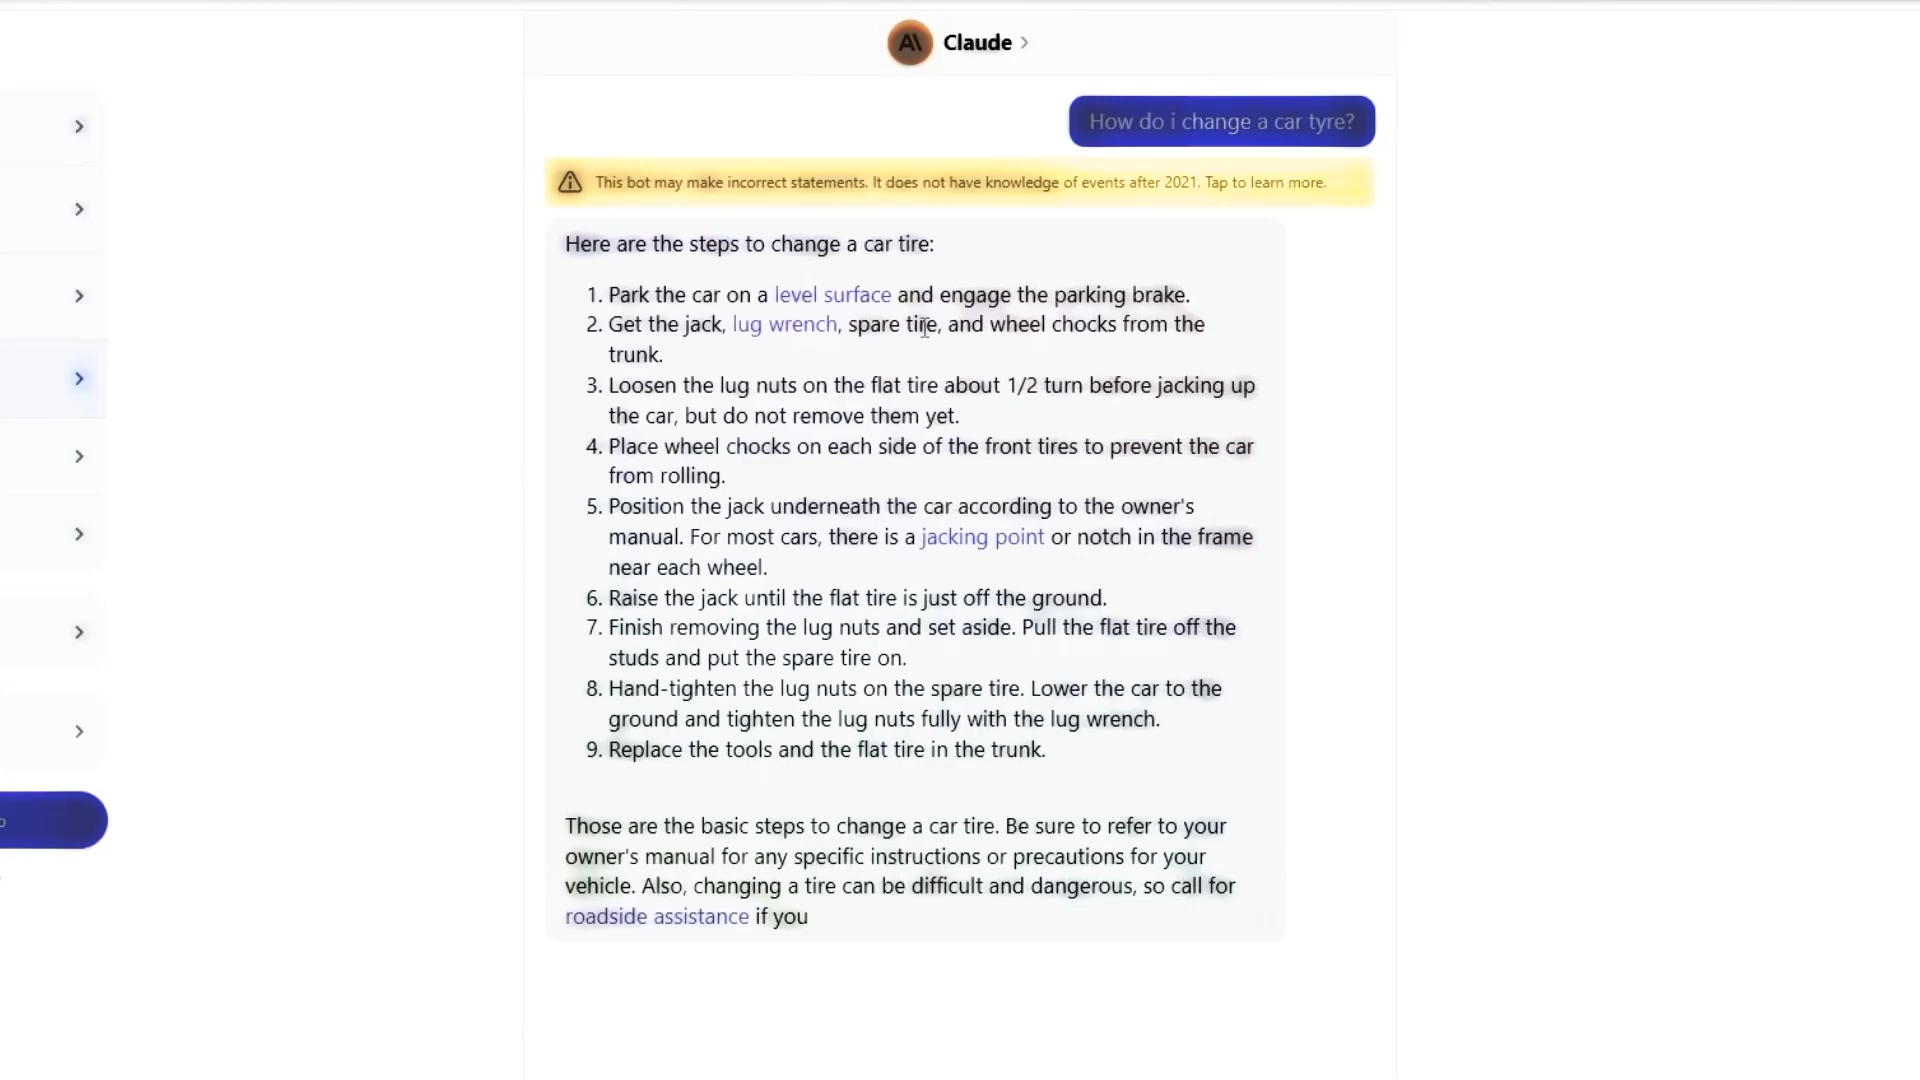 Claude
How do i change a car tyre?
This bot may make incorrect statements. It does not have knowledge of events after 2021. Tap to learn more.
Here are the steps to change a car tire:
1. Park the car on a level surface and engage the parking brake.
2. Get the jack, lug wrench, spare tire, and wheel chocks from the
trunk.
3. Loosen the lug nuts on the flat tire about 1/2 turn before jacking up
the car, but do not remove them yet.
4. Place wheel chocks on each side of the front tires to prevent the car
from rolling.
5. Position the jack underneath the car according to the owner's
manual. For most cars, there is a jacking point or notch in the frame
near each wheel.
6. Raise the jack until the flat tire is just off the ground.
7. Finish removing the lug nuts and set aside. Pull the flat tire off the
studs and put the spare tire on.
8. Hand-tighten the lug nuts on the spare tire. Lower the car to the
ground and tighten the lug nuts fully with the lug wrench.
9. Replace the tools and the flat tire in the trunk.
Those are the basic steps to change a car tire. Be sure to refer to your
owner's manual for any specific instructions or precautions for your
vehicle. Also, changing a tire can be difficult and dangerous, so call for
roadside assistance if you